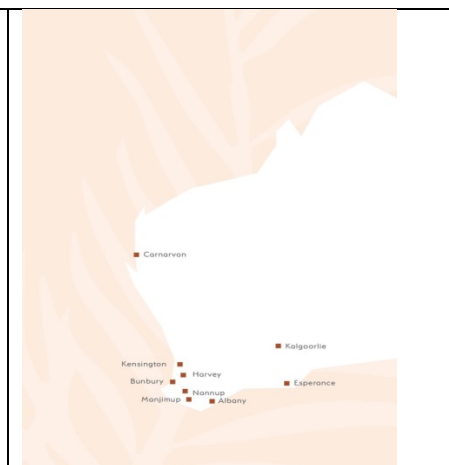 Carnarvon
Kalgoorlie
Kensington
Harvey
Bunbury
Esperance
Nannup
Manjimup
Albany